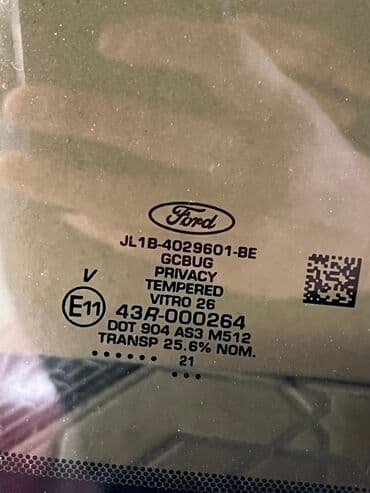 Ford
JL1B-4029601-BE
GCBUG
PRIVACY
TEMPERED
VITRO 26
V
E11
43R-000264
DOT 904 AS3 M512
TRANSP 25.6% NOM.
21